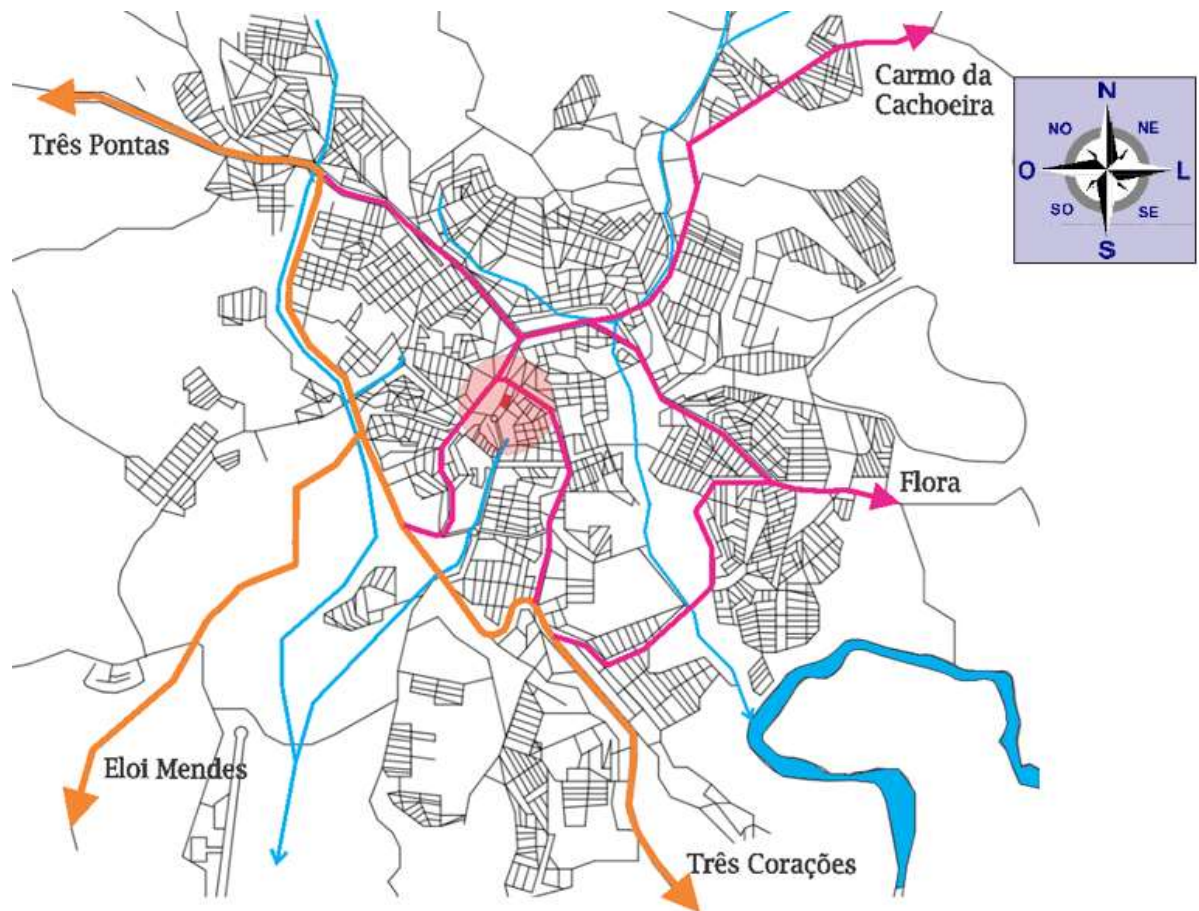 Carmo da
Cachoeira
Três Pontas
N
NO
NE
O
L
SO
SE
S
Flora
Eloi Mendes
Três Corações